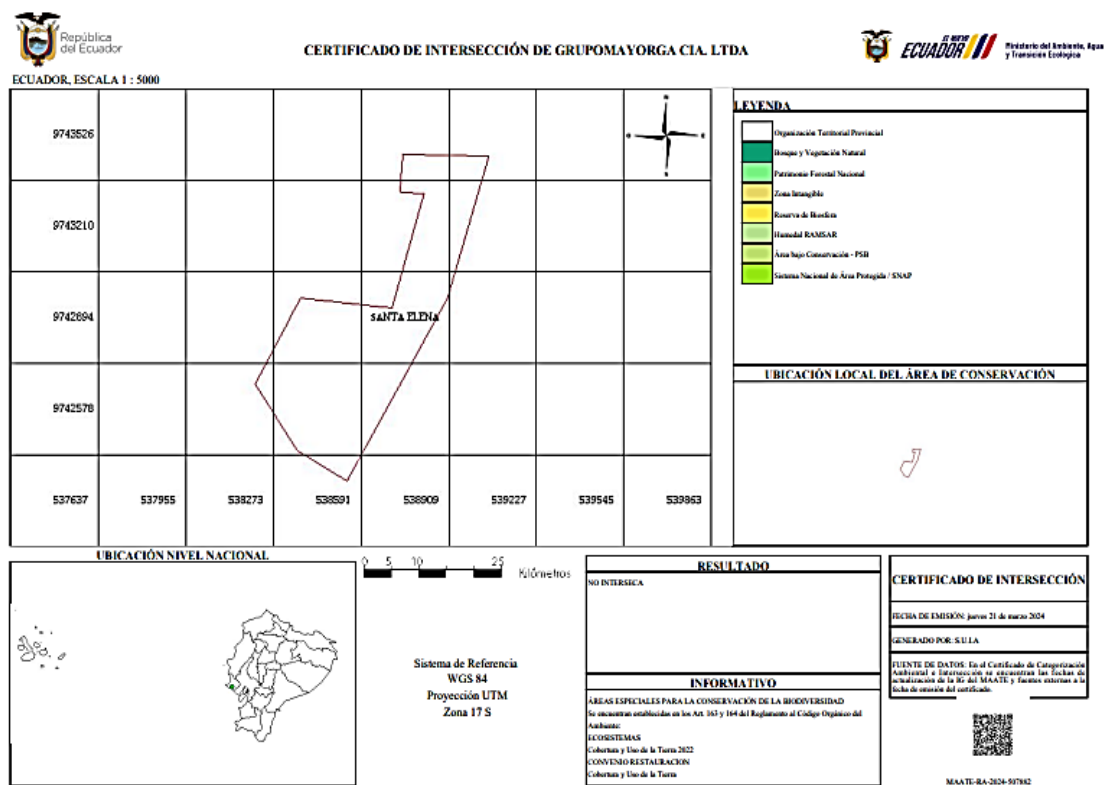 República
del Ecuador
CERTIFICADO DE INTERSECCIÓN DE GRUPOMAYORGA CIA. LTDA
EL NUEVO
ECUADOR
Ministerio del Ambiente, Agua
y Transición Ecológica
ECUADOR, ESCALA 1 : 5000
9743526
9743210
9742694
9742578
537637
537955
538273
538591
538909
539227
539545
539863
SANTA ELENA
LEYENDA
Organización Territorial Provincial
Bosque y Vegetación Natural
Patrimonio Forestal Nacional
Zona Intangible
Reserva de Biosfera
Humedal RAMSAR
Área bajo Conservación - PSB
Sistema Nacional de Área Protegida / SNAP
UBICACIÓN LOCAL DEL ÁREA DE CONSERVACIÓN
UBICACIÓN NIVEL NACIONAL
0 5 10 25
Kilómetros
Sistema de Referencia
WGS 84
Proyección UTM
Zona 17 S
RESULTADO
NO INTERSECA
INFORMATIVO
ÁREAS ESPECIALES PARA LA CONSERVACIÓN DE LA BIODIVERSIDAD
Se encuentran establecidas en los Art. 163 y 164 del Reglamento al Código Orgánico del
Ambiente:
ECOSISTEMAS
Cobertura y Uso de la Tierra 2022
CONVENIO RESTAURACION
Cobertura y Uso de la Tierra
CERTIFICADO DE INTERSECCIÓN
FECHA DE EMISIÓN: jueves 21 de marzo 2024
GENERADO POR: S.U.I.A
FUENTE DE DATOS: En el Certificado de Categorización
Ambiental e Intersección se encuentran las fechas de
actualización de la IG del MAATE y fuentes externas a la
fecha de emisión del certificado.
MAATE-RA-2024-507882